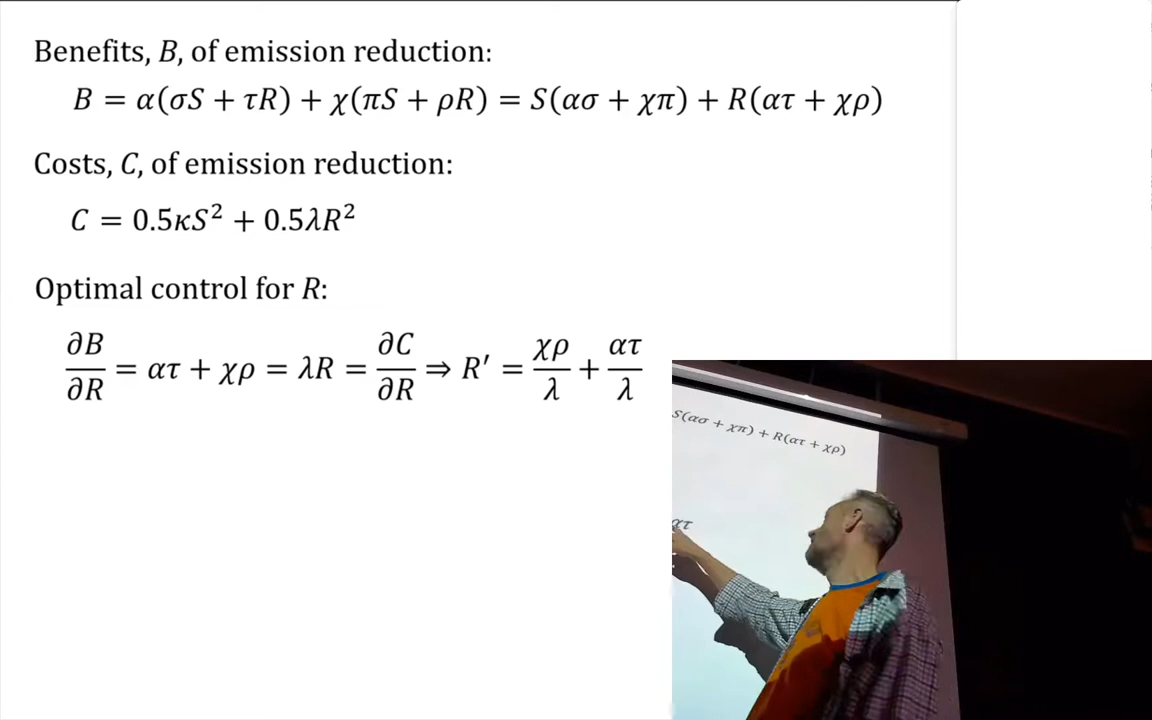 Benefits, B, of emission reduction:
B = α(σS + τR) + χ(πS + ρR) = S(ασ + χπ) + R(ατ + χρ)
Costs, C, of emission reduction:
C = 0.5κS² + 0.5λR²
Optimal control for R:
∂B/∂R = ατ + χρ = λR = ∂C/∂R ⇒ R′ = χρ/λ + ατ/λ
S(ασ + χπ) + R(ατ + χρ)
ατ